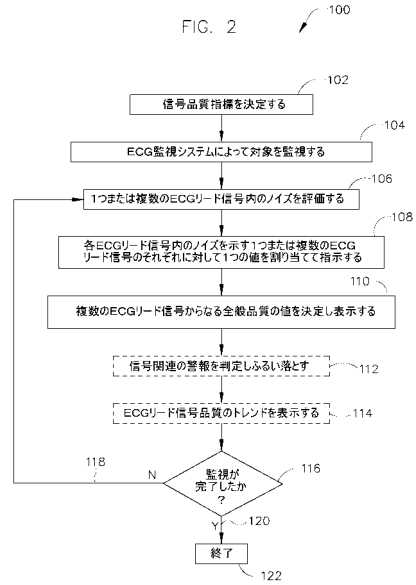 FIG. 2
100
102
信号品質指標を決定する
104
ECG監視システムによって対象を監視する
106
1つまたは複数のECGリード信号内のノイズを評価する
108
各ECGリード信号内のノイズを示す1つまたは複数のECG
リード信号のそれぞれに対して1つの値を割り当てて指示する
110
複数のECGリード信号からなる全般品質の値を決定し表示する
信号関連の警報を判定しふるい落とす
112
ECGリード信号品質のトレンドを表示する
114
118
N
監視が
完了したか
?
116
Y
120
終了
122